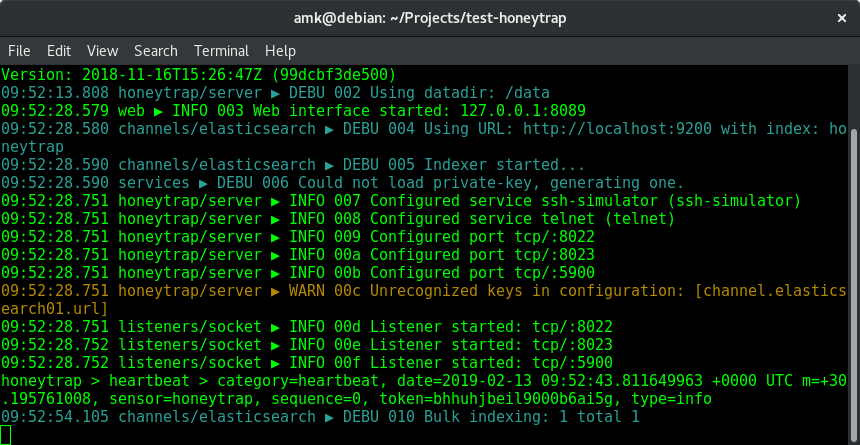 amk@debian: ~/Projects/test-honeytrap
File Edit View Search Terminal Help
Version: 2018-11-16T15:26:47Z (99dcbf3de500)
09:52:13.808 honeytrap/server ▶ DEBU 002 Using datadir: /data
09:52:28.579 web ▶ INFO 003 Web interface started: 127.0.0.1:8089
09:52:28.580 channels/elasticsearch ▶ DEBU 004 Using URL: http://localhost:9200 with index: ho
neytrap
09:52:28.590 channels/elasticsearch ▶ DEBU 005 Indexer started...
09:52:28.590 services ▶ DEBU 006 Could not load private-key, generating one.
09:52:28.751 honeytrap/server ▶ INFO 007 Configured service ssh-simulator (ssh-simulator)
09:52:28.751 honeytrap/server ▶ INFO 008 Configured service telnet (telnet)
09:52:28.751 honeytrap/server ▶ INFO 009 Configured port tcp/:8022
09:52:28.751 honeytrap/server ▶ INFO 00a Configured port tcp/:8023
09:52:28.751 honeytrap/server ▶ INFO 00b Configured port tcp/:5900
09:52:28.751 honeytrap/server ▶ WARN 00c Unrecognized keys in configuration: [channel.elastics
earch01.url]
09:52:28.751 listeners/socket ▶ INFO 00d Listener started: tcp/:8022
09:52:28.752 listeners/socket ▶ INFO 00e Listener started: tcp/:8023
09:52:28.752 listeners/socket ▶ INFO 00f Listener started: tcp/:5900
honeytrap > heartbeat > category=heartbeat, date=2019-02-13 09:52:43.811649963 +0000 UTC m=+30
.195761008, sensor=honeytrap, sequence=0, token=bhhuhjbeil9000b6ai5g, type=info
09:52:54.105 channels/elasticsearch ▶ DEBU 010 Bulk indexing: 1 total 1